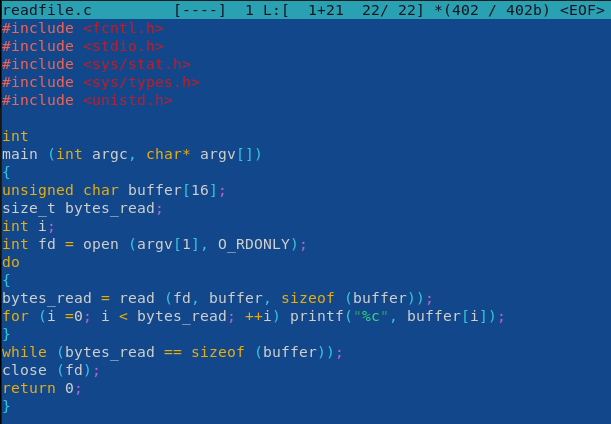 readfile.c [----] 1 L:[ 1+21 22/ 22] *(402 / 402b) <EOF>
#include <fcntl.h>
#include <stdio.h>
#include <sys/stat.h>
#include <sys/types.h>
#include <unistd.h>
int
main (int argc, char* argv[])
{
unsigned char buffer[16];
size_t bytes_read;
int i;
int fd = open (argv[1], O_RDONLY);
do
{
bytes_read = read (fd, buffer, sizeof (buffer));
for (i =0; i < bytes_read; ++i) printf("%c", buffer[i]);
}
while (bytes_read == sizeof (buffer));
close (fd);
return 0;
}